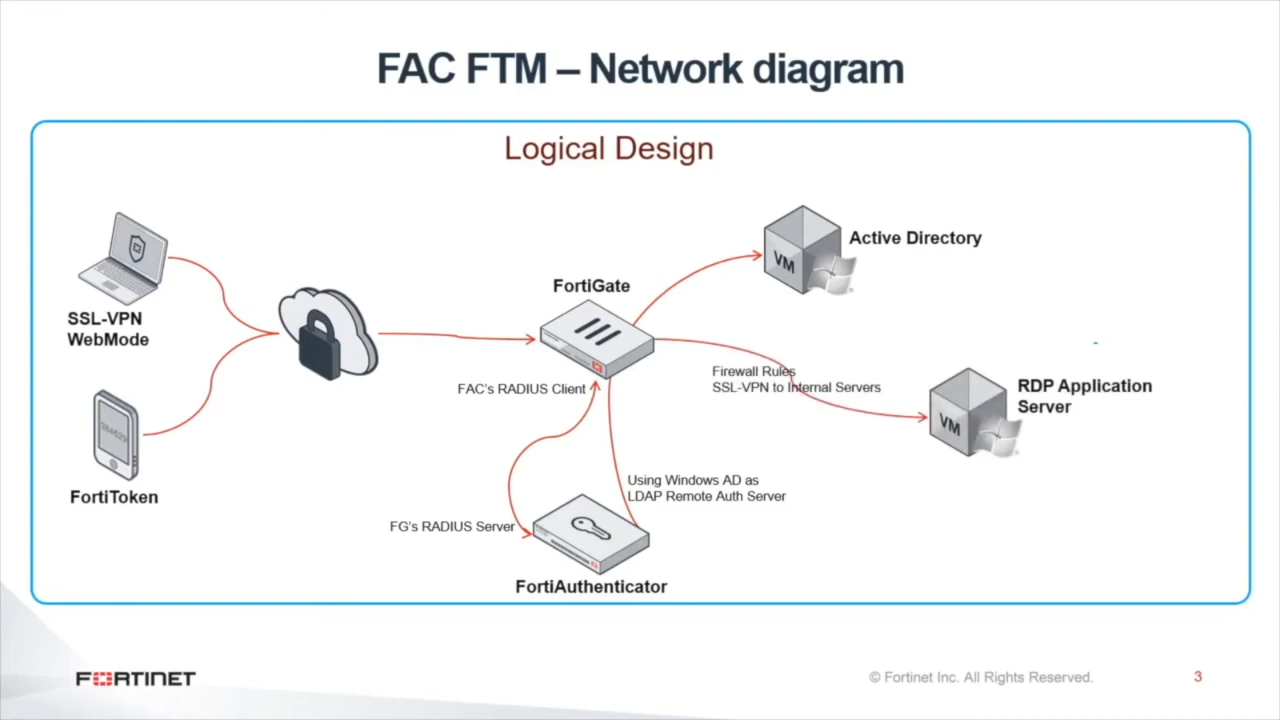 FAC FTM – Network diagram
Logical Design
SSL-VPN
WebMode
FortiToken
FortiGate
FAC's RADIUS Client
FG's RADIUS Server
FortiAuthenticator
Using Windows AD as
LDAP Remote Auth Server
VM
Active Directory
Firewall Rules
SSL-VPN to Internal Servers
VM
RDP Application
Server
FORTINET
© Fortinet Inc. All Rights Reserved.
3